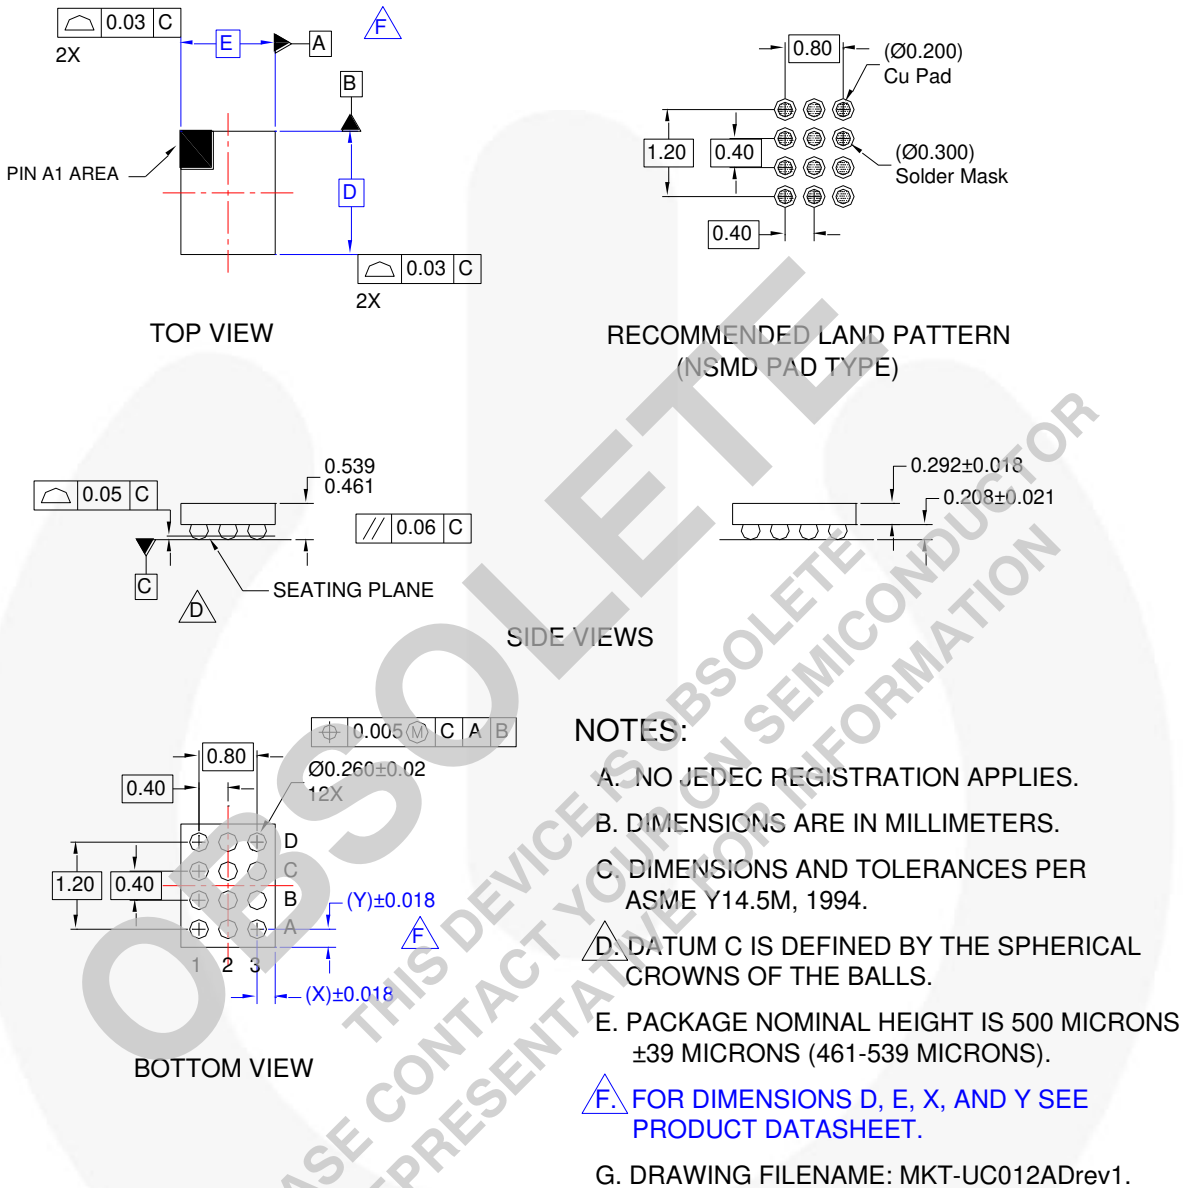 0.03 C
2X
E
A
F
B
PIN A1 AREA
D
0.03 C
2X
TOP VIEW
0.80
(Ø0.200)
Cu Pad
1.20
0.40
(Ø0.300)
Solder Mask
0.40
RECOMMENDED LAND PATTERN
(NSMD PAD TYPE)
0.539
0.461
0.05 C
// 0.06 C
C
SEATING PLANE
D
0.292±0.018
0.208±0.021
SIDE VIEWS
0.005 Ⓜ C A B
0.80
Ø0.260±0.02
12X
0.40
D
C
B
A
1.20
0.40
(Y)±0.018
F
1 2 3
(X)±0.018
BOTTOM VIEW
NOTES:
A. NO JEDEC REGISTRATION APPLIES.
B. DIMENSIONS ARE IN MILLIMETERS.
C. DIMENSIONS AND TOLERANCES PER
ASME Y14.5M, 1994.
D. DATUM C IS DEFINED BY THE SPHERICAL
CROWNS OF THE BALLS.
E. PACKAGE NOMINAL HEIGHT IS 500 MICRONS
±39 MICRONS (461-539 MICRONS).
F. FOR DIMENSIONS D, E, X, AND Y SEE
PRODUCT DATASHEET.
G. DRAWING FILENAME: MKT-UC012ADrev1.
OBSOLETE
THIS DEVICE IS OBSOLETE
CONTACT YOUR ON SEMICONDUCTOR
FOR INFORMATION